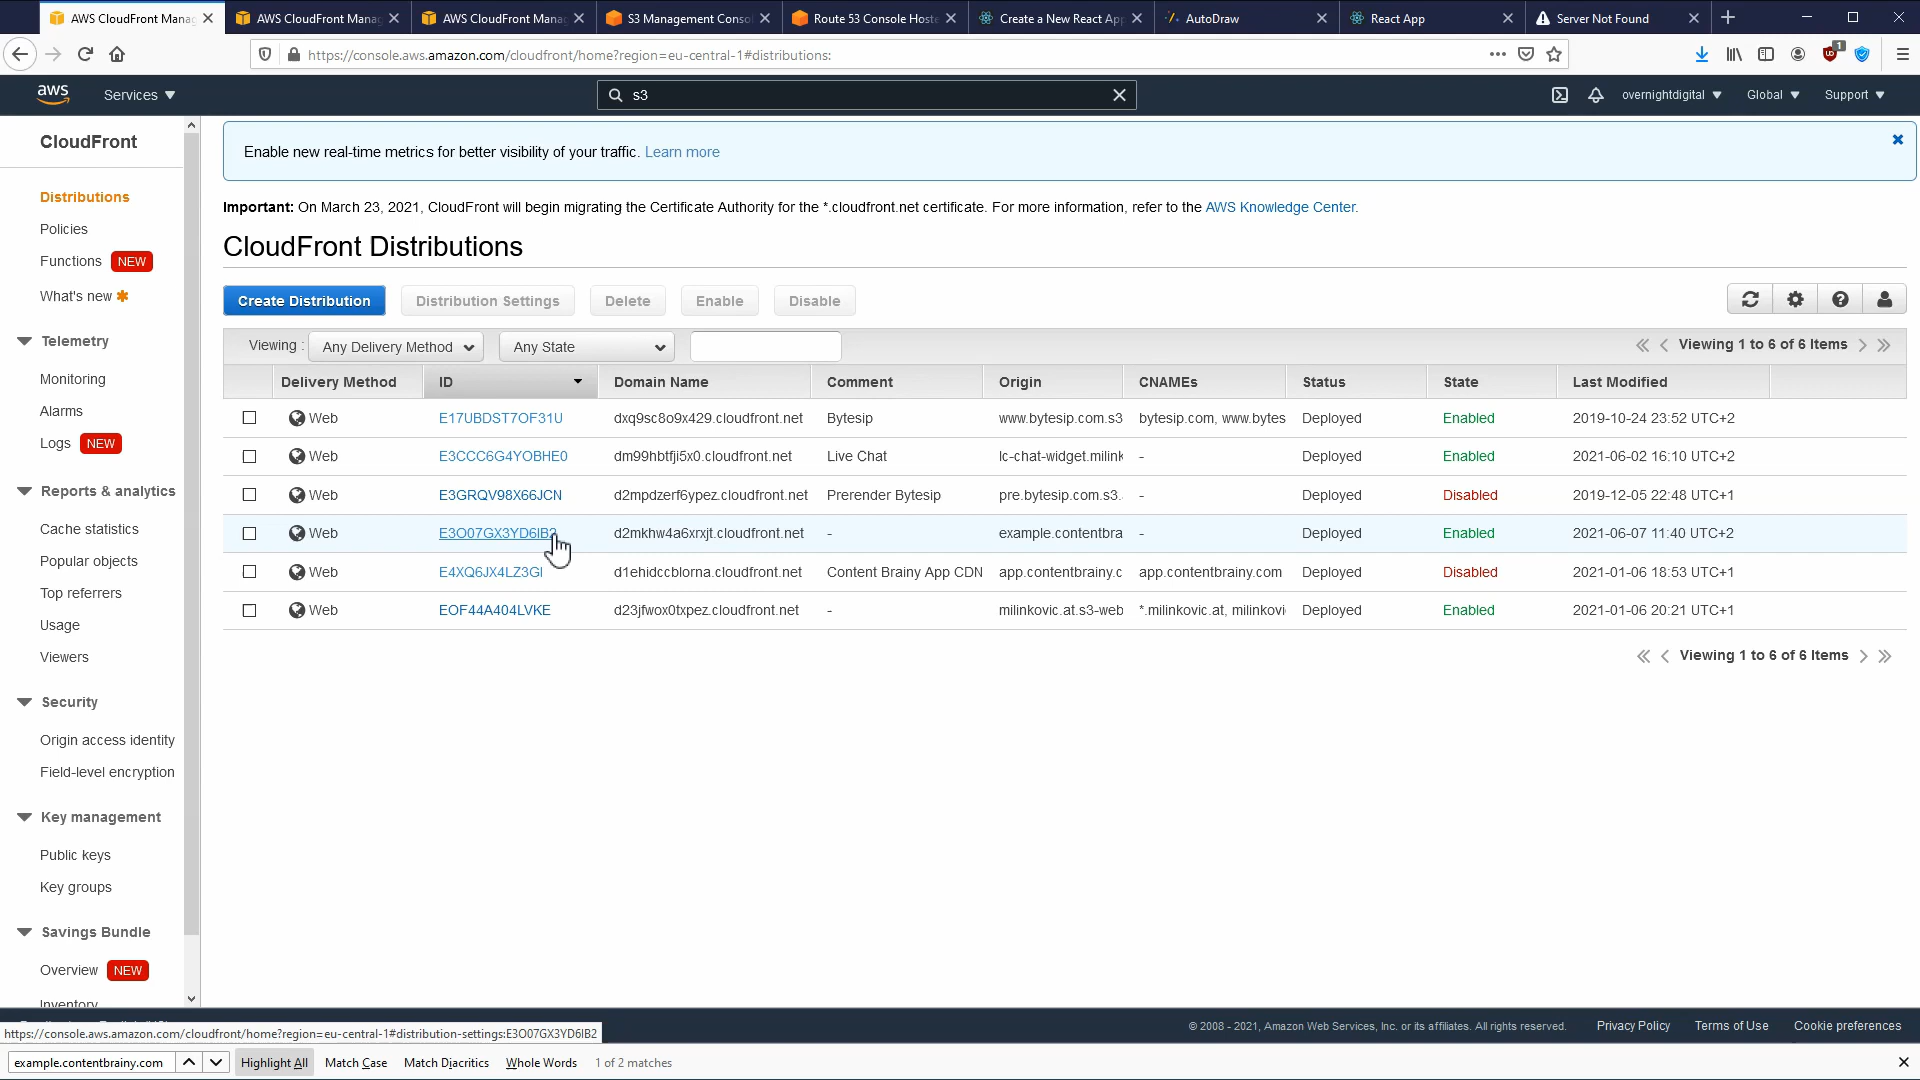 AWS CloudFront Manag
AWS CloudFront Manag
AWS CloudFront Manag
S3 Management Consol
Route 53 Console Hoste
Create a New React App
AutoDraw
React App
Server Not Found
https://console.aws.amazon.com/cloudfront/home?region=eu-central-1#distributions:
1
aws
Services
s3
overnightdigital
Global
Support
CloudFront
Distributions
Policies
Functions NEW
What's new
Telemetry
Monitoring
Alarms
Logs NEW
Reports & analytics
Cache statistics
Popular objects
Top referrers
Usage
Viewers
Security
Origin access identity
Field-level encryption
Key management
Public keys
Key groups
Savings Bundle
Overview NEW
Inventory
Enable new real-time metrics for better visibility of your traffic. Learn more
Important: On March 23, 2021, CloudFront will begin migrating the Certificate Authority for the *.cloudfront.net certificate. For more information, refer to the AWS Knowledge Center.
CloudFront Distributions
Create Distribution Distribution Settings Delete Enable Disable
Viewing : Any Delivery Method Any State Viewing 1 to 6 of 6 Items
Delivery Method ID Domain Name Comment Origin CNAMEs Status State Last Modified
Web E17UBDST7OF31U dxq9sc8o9x429.cloudfront.net Bytesip www.bytesip.com.s3 bytesip.com, www.bytes Deployed Enabled 2019-10-24 23:52 UTC+2
Web E3CCC6G4YOBHE0 dm99hbtfji5x0.cloudfront.net Live Chat lc-chat-widget.milink - Deployed Enabled 2021-06-02 16:10 UTC+2
Web E3GRQV98X66JCN d2mpdzerf6ypez.cloudfront.net Prerender Bytesip pre.bytesip.com.s3. - Deployed Disabled 2019-12-05 22:48 UTC+1
Web E3O07GX3YD6IB2 d2mkhw4a6xrxjt.cloudfront.net - example.contentbra - Deployed Enabled 2021-06-07 11:40 UTC+2
Web E4XQ6JX4LZ3GI d1ehidccblorna.cloudfront.net Content Brainy App CDN app.contentbrainy.c app.contentbrainy.com Deployed Disabled 2021-01-06 18:53 UTC+1
Web EOF44A404LVKE d23jfwox0txpez.cloudfront.net - milinkovic.at.s3-web *.milinkovic.at, milinkovi Deployed Enabled 2021-01-06 20:21 UTC+1
Viewing 1 to 6 of 6 Items
© 2008 - 2021, Amazon Web Services, Inc. or its affiliates. All rights reserved. Privacy Policy Terms of Use Cookie preferences
https://console.aws.amazon.com/cloudfront/home?region=eu-central-1#distribution-settings:E3O07GX3YD6IB2
example.contentbrainy.com Highlight All Match Case Match Diacritics Whole Words 1 of 2 matches